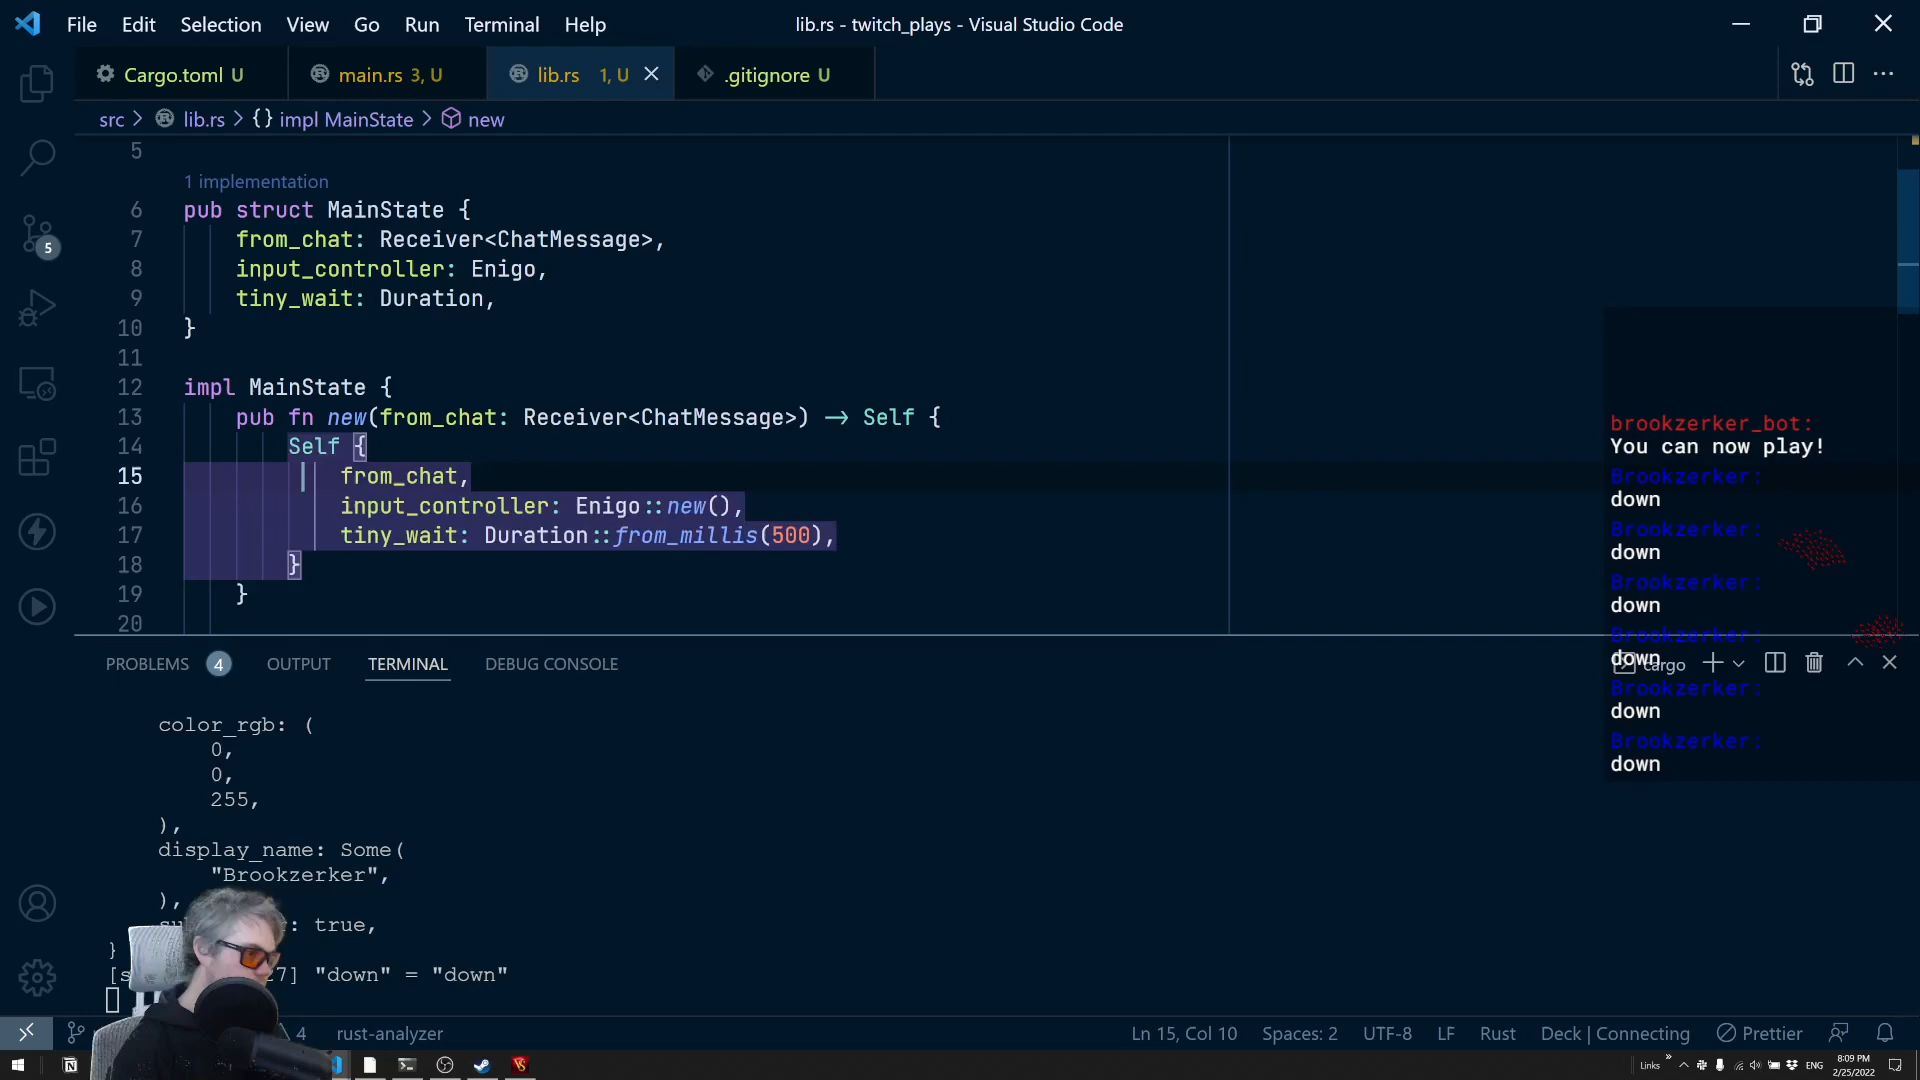 File Edit Selection View Go Run Terminal Help
lib.rs - twitch_plays - Visual Studio Code
Cargo.toml U
main.rs 3, U
lib.rs 1, U
.gitignore U
src > lib.rs > {} impl MainState > new
5
1 implementation
6 pub struct MainState {
7 from_chat: Receiver<ChatMessage>,
8 input_controller: Enigo,
9 tiny_wait: Duration,
10 }
11
12 impl MainState {
13 pub fn new(from_chat: Receiver<ChatMessage>) -> Self {
14 Self {
15 from_chat,
16 input_controller: Enigo::new(),
17 tiny_wait: Duration::from_millis(500),
18 }
19 }
20
5
brookzerker_bot:
You can now play!
Brookzerker:
down
Brookzerker:
down
Brookzerker:
down
Brookzerker:
down
Brookzerker:
down
Brookzerker:
down
PROBLEMS 4 OUTPUT TERMINAL DEBUG CONSOLE
cargo
color_rgb: (
0,
0,
255,
),
display_name: Some(
"Brookzerker",
),
: true,
}
27] "down" = "down"
4 rust-analyzer
Ln 15, Col 10 Spaces: 2 UTF-8 LF Rust Deck | Connecting Prettier
Links » ENG
8:09 PM
2/25/2022